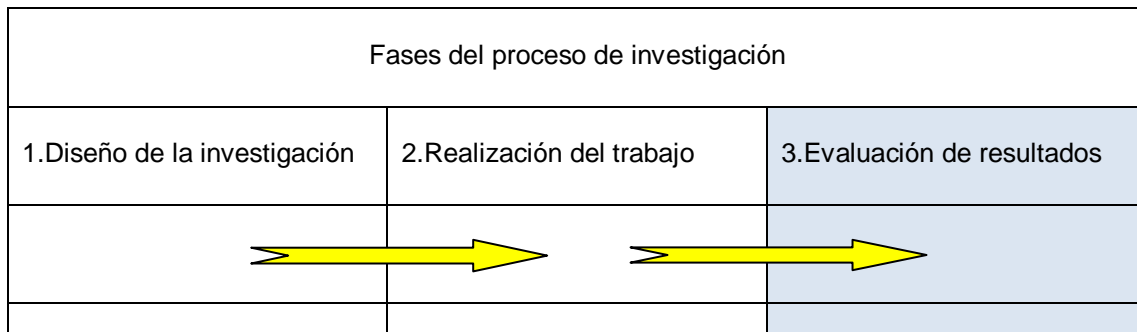 Fases del proceso de investigación
1.Diseño de la investigación
2.Realización del trabajo
3.Evaluación de resultados